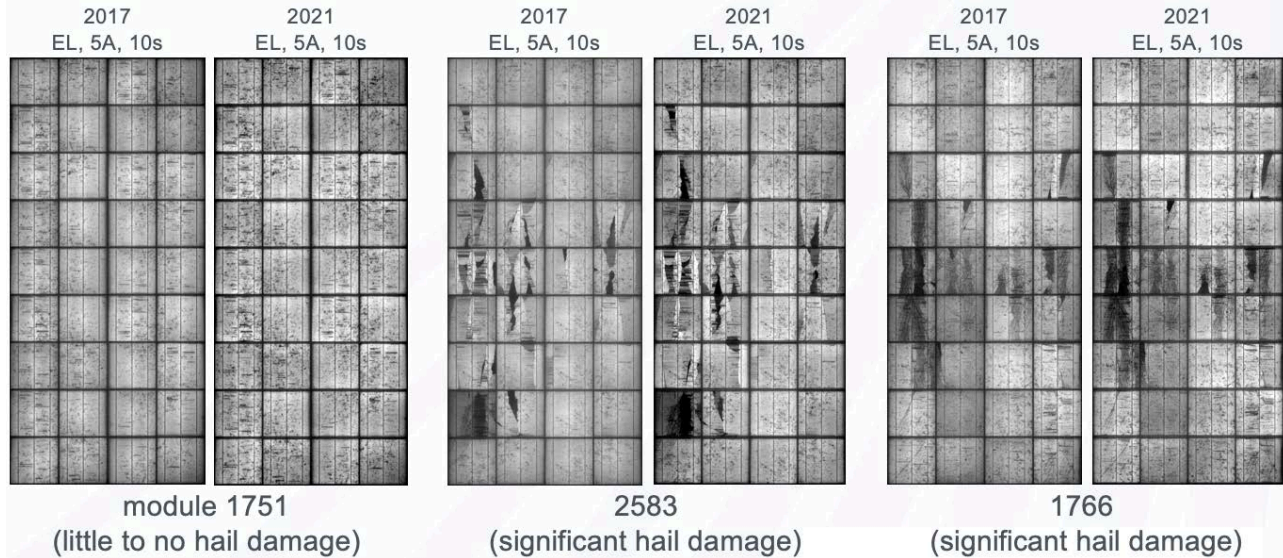 2017
EL, 5A, 10s
2021
EL, 5A, 10s
2017
EL, 5A, 10s
2021
EL, 5A, 10s
2017
EL, 5A, 10s
2021
EL, 5A, 10s
module 1751
(little to no hail damage)
2583
(significant hail damage)
1766
(significant hail damage)